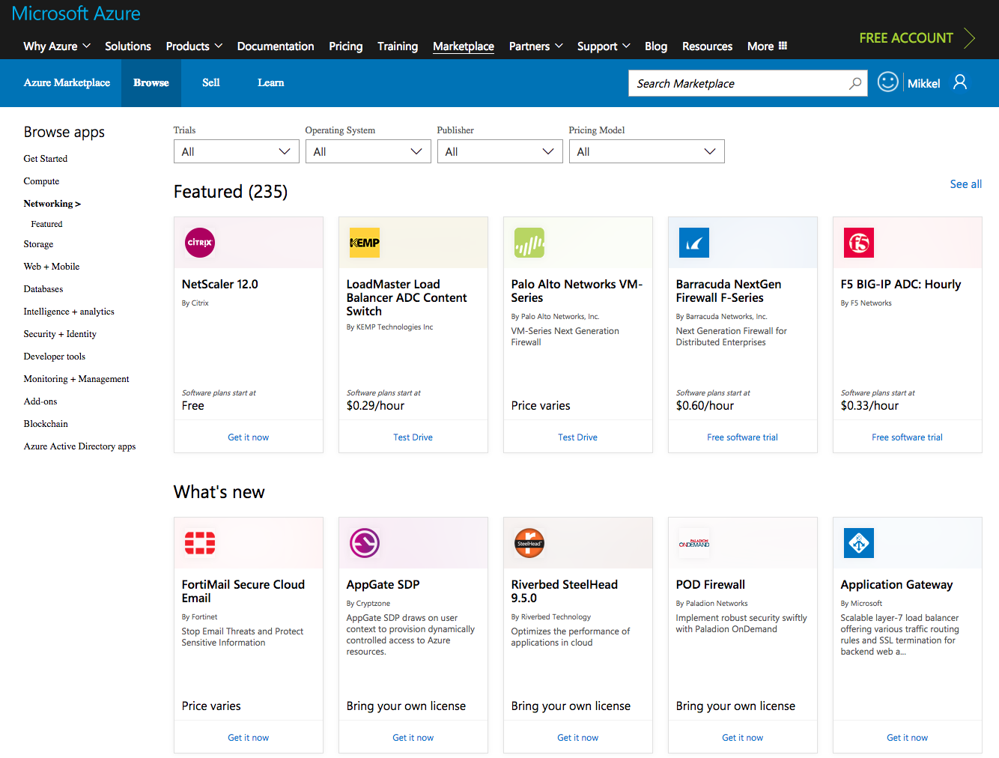 Microsoft Azure
Why Azure Solutions Products Documentation Pricing Training Marketplace Partners Support Blog Resources More
FREE ACCOUNT
Azure Marketplace Browse Sell Learn
Search Marketplace
Mikkel
Browse apps
Get Started
Compute
Networking >
Featured
Storage
Web + Mobile
Databases
Intelligence + analytics
Security + Identity
Developer tools
Monitoring + Management
Add-ons
Blockchain
Azure Active Directory apps
Trials
All
Operating System
All
Publisher
All
Pricing Model
All
Featured (235)
See all
CITRIX
NetScaler 12.0
By Citrix
Software plans start at
Free
Get it now
KEMP
LoadMaster Load
Balancer ADC Content
Switch
By KEMP Technologies Inc
Software plans start at
$0.29/hour
Test Drive
Palo Alto Networks VM-
Series
By Palo Alto Networks, Inc.
VM-Series Next Generation
Firewall
Price varies
Test Drive
Barracuda NextGen
Firewall F-Series
By Barracuda Networks, Inc.
Next Generation Firewall for
Distributed Enterprises
Software plans start at
$0.60/hour
Free software trial
f5
F5 BIG-IP ADC: Hourly
By F5 Networks
Software plans start at
$0.33/hour
Free software trial
What's new
FortiMail Secure Cloud
Email
By Fortinet
Stop Email Threats and Protect
Sensitive Information
Price varies
Get it now
AppGate SDP
By Cryptzone
AppGate SDP draws on user
context to provision dynamically
controlled access to Azure
resources.
Bring your own license
Get it now
r
SteelHead™
Riverbed SteelHead
9.5.0
By Riverbed Technology
Optimizes the performance of
applications in cloud
Bring your own license
Get it now
PALADION
ONDEMAND
POD Firewall
By Paladion Networks
Implement robust security swiftly
with Paladion OnDemand
Bring your own license
Get it now
Application Gateway
By Microsoft
Scalable layer-7 load balancer
offering various traffic routing
rules and SSL termination for
backend web a...
Get it now